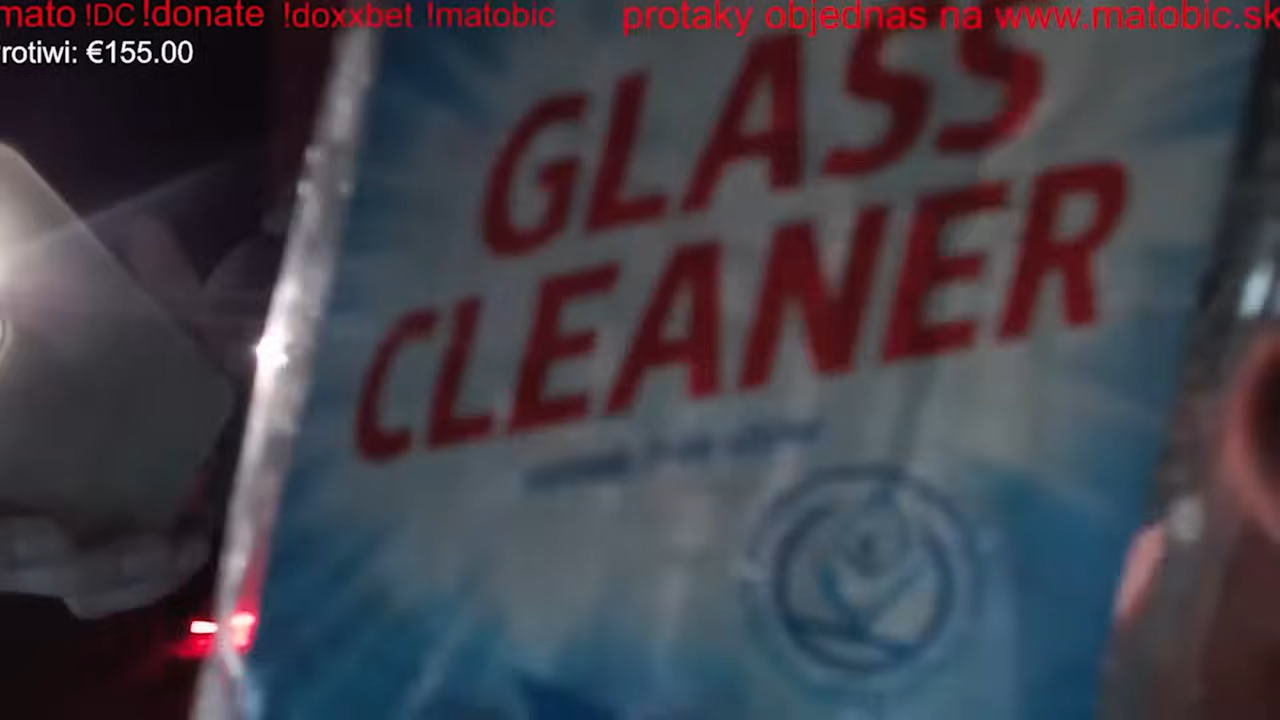 mato !DC !donate !doxxbet !matobic protaky objednas na www.matobic.sk
rotiwi: €155.00
GLASS
CLEANER